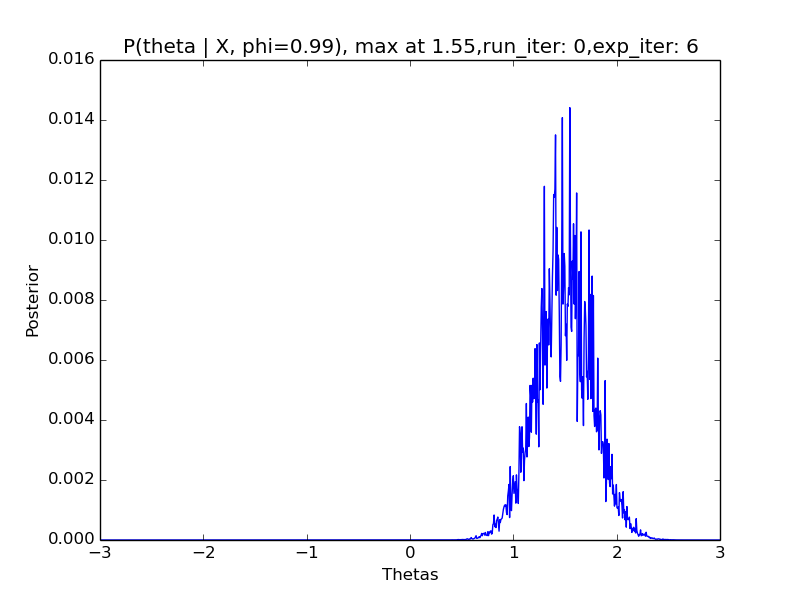 P(theta | X, phi=0.99), max at 1.55,run_iter: 0,exp_iter: 6
0.016
0.014
0.012
0.010
0.008
0.006
0.004
0.002
0.000
Posterior
−3 −2 −1 0 1 2 3
Thetas